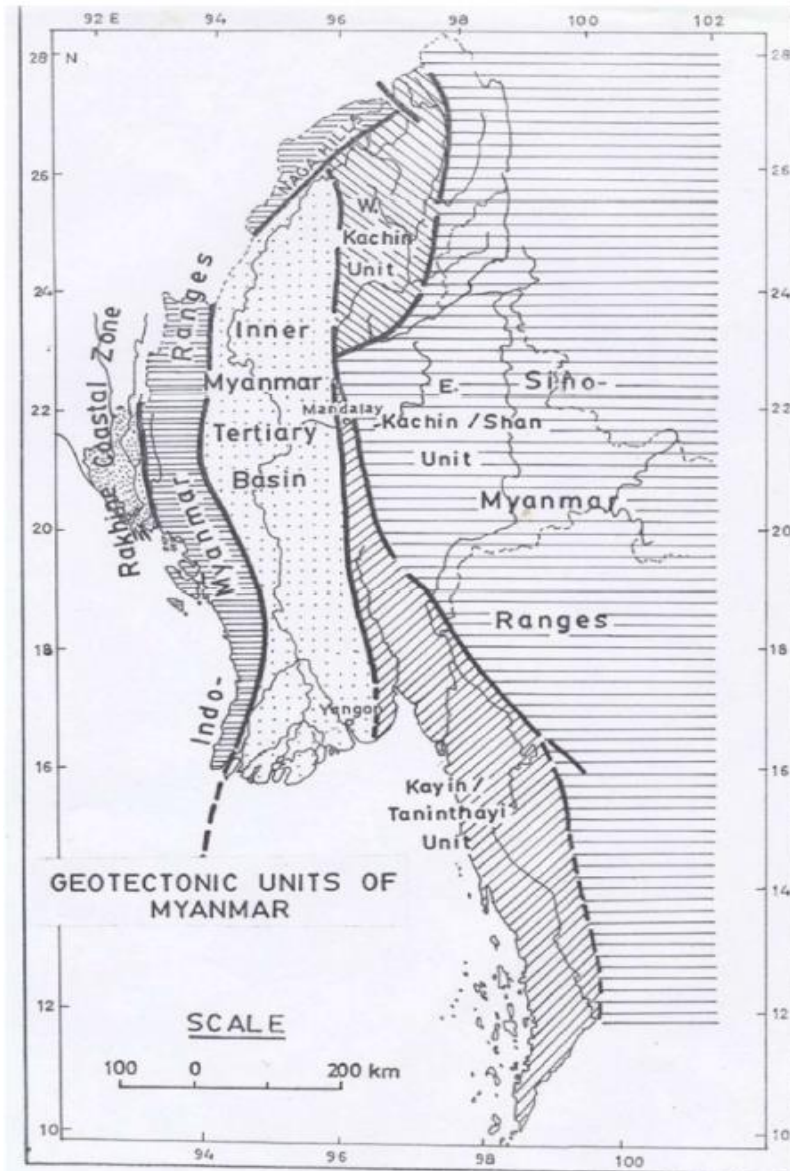 92 E 94 96 98 100 102
28 N
28
26
26
24
24
22
22
20
20
18
18
16
16
14
14
12
12
10
10
NAGA HILLS
W.
Kachin
Unit
Rakhine Coastal Zone
Indo-
Myanmar
Ranges
Inner
Myanmar
Tertiary
Basin
Mandalay
E.
Kachin / Shan
Unit
Sino-
Myanmar
Ranges
Yangon
Kayin /
Taninthayi
Unit
GEOTECTONIC UNITS OF
MYANMAR
SCALE
100 0 100 200 km
94 96 98 100